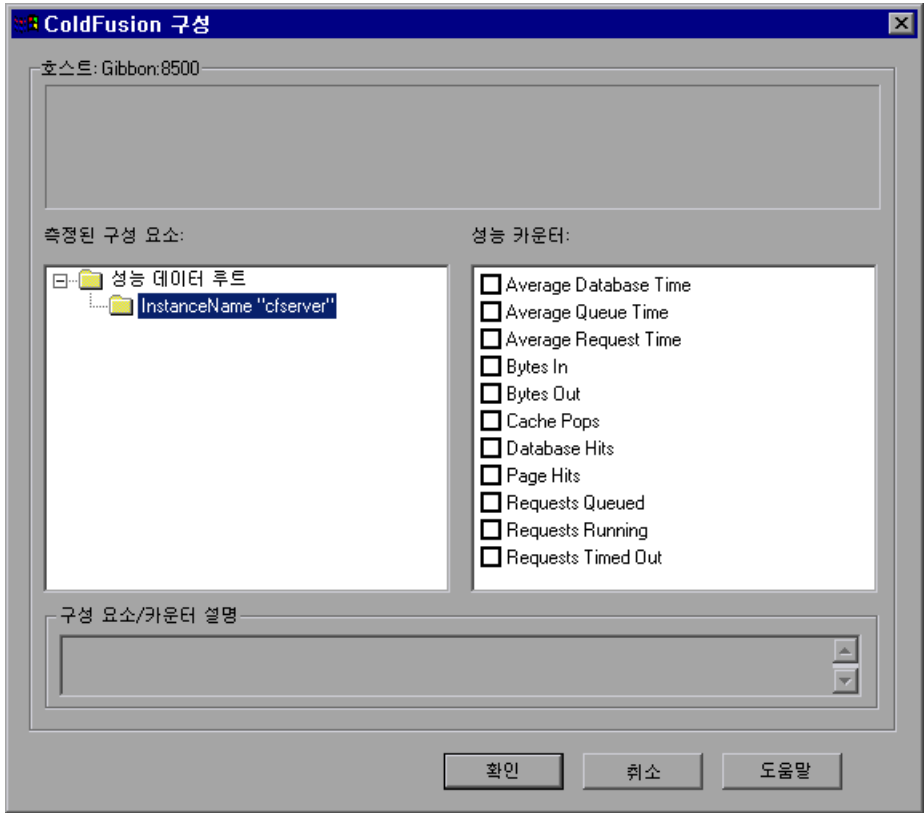 ColdFusion 구성
호스트: Gibbon:8500
측정된 구성 요소:
성능 데이터 루트
InstanceName "cfserver"
성능 카운터:
Average Database Time
Average Queue Time
Average Request Time
Bytes In
Bytes Out
Cache Pops
Database Hits
Page Hits
Requests Queued
Requests Running
Requests Timed Out
구성 요소/카운터 설명
확인
취소
도움말